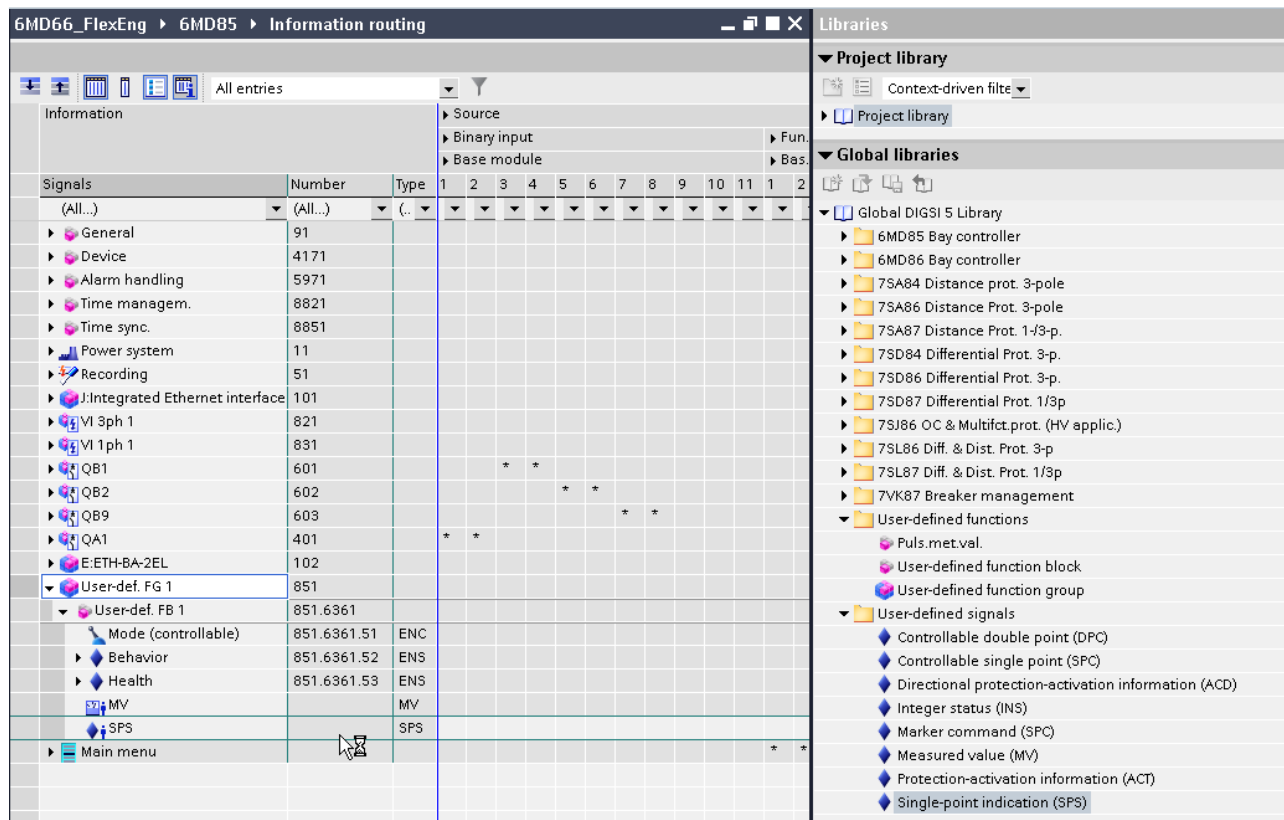 6MD66_FlexEng ▸ 6MD85 ▸ Information routing
All entries
Information
Source
Binary input
Fun.
Base module
Bas.
Signals Number Type 1 2 3 4 5 6 7 8 9 10 11 1 2
(All...) (All...) (..
General 91
Device 4171
Alarm handling 5971
Time managem. 8821
Time sync. 8851
Power system 11
Recording 51
J:Integrated Ethernet interface 101
VI 3ph 1 821
VI 1ph 1 831
QB1 601 * *
QB2 602 * *
QB9 603 * *
QA1 401 * *
E:ETH-BA-2EL 102
User-def. FG 1 851
User-def. FB 1 851.6361
Mode (controllable) 851.6361.51 ENC
Behavior 851.6361.52 ENS
Health 851.6361.53 ENS
MV MV
SPS SPS
Main menu * *
Libraries
Project library
Context-driven filte
Project library
Global libraries
Global DIGSI 5 Library
6MD85 Bay controller
6MD86 Bay controller
7SA84 Distance prot. 3-pole
7SA86 Distance prot. 3-pole
7SA87 Distance Prot. 1-/3-p.
7SD84 Differential Prot. 3-p.
7SD86 Differential Prot. 3-p.
7SD87 Differential Prot. 1/3p
7SJ86 OC & Multifct.prot. (HV applic.)
7SL86 Diff. & Dist. Prot. 3-p
7SL87 Diff. & Dist. Prot. 1/3p
7VK87 Breaker management
User-defined functions
Puls.met.val.
User-defined function block
User-defined function group
User-defined signals
Controllable double point (DPC)
Controllable single point (SPC)
Directional protection-activation information (ACD)
Integer status (INS)
Marker command (SPC)
Measured value (MV)
Protection-activation information (ACT)
Single-point indication (SPS)